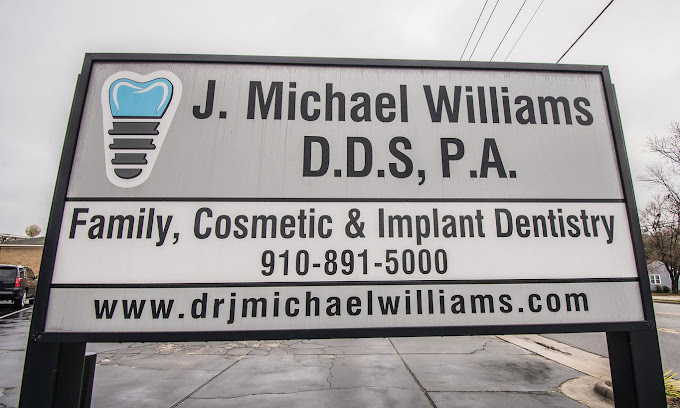 J. Michael Williams
D.D.S, P.A.
Family, Cosmetic & Implant Dentistry
910-891-5000
www.drjmichaelwilliams.com